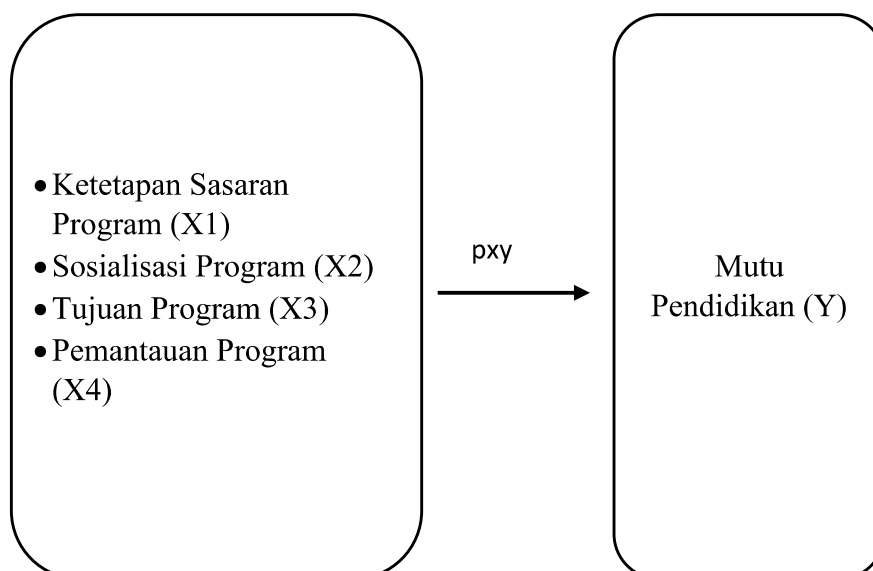 • Ketetapan Sasaran
Program (X1)
• Sosialisasi Program (X2)
• Tujuan Program (X3)
• Pemantauan Program
(X4)
pxy
Mutu
Pendidikan (Y)